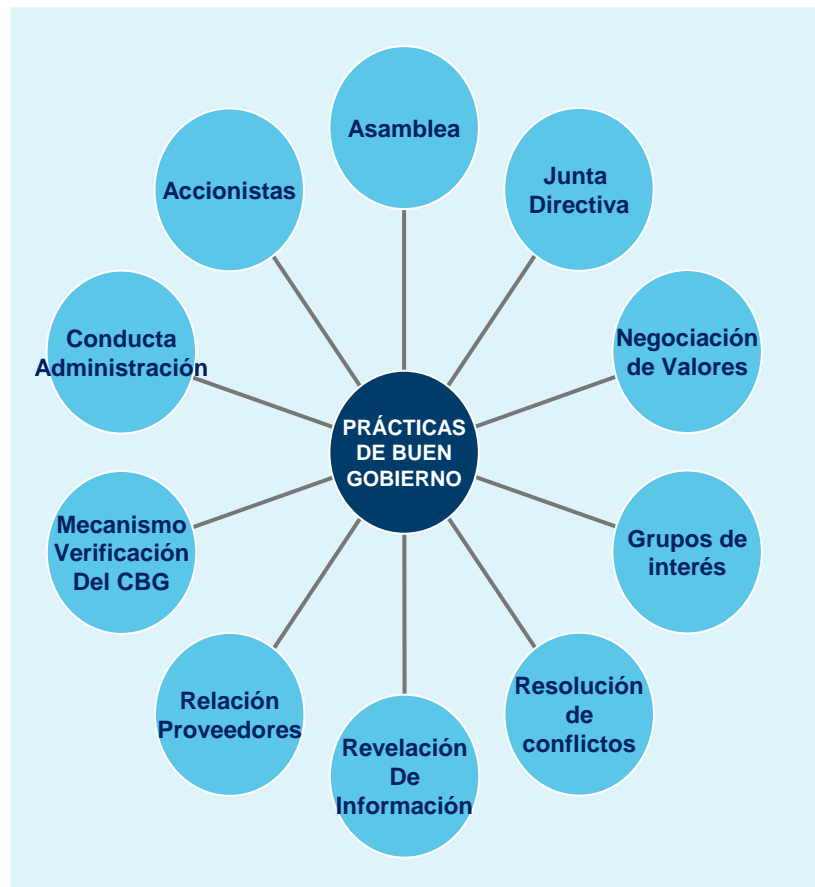 Asamblea
Junta
Directiva
Negociación
de Valores
Grupos de
interés
Resolución
de
conflictos
Revelación
De
Información
Relación
Proveedores
Mecanismo
Verificación
Del CBG
Conducta
Administración
Accionistas
PRÁCTICAS
DE BUEN
GOBIERNO